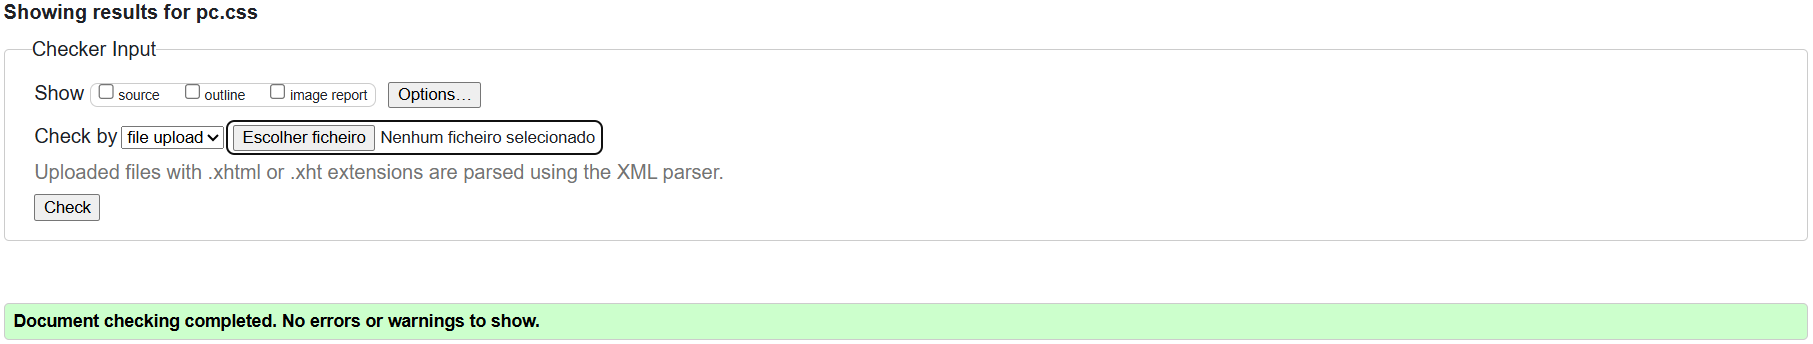 Showing results for pc.css
Checker Input
Show source outline image report Options...
Check by file upload Escolher ficheiro Nenhum ficheiro selecionado
Uploaded files with .xhtml or .xht extensions are parsed using the XML parser.
Check
Document checking completed. No errors or warnings to show.